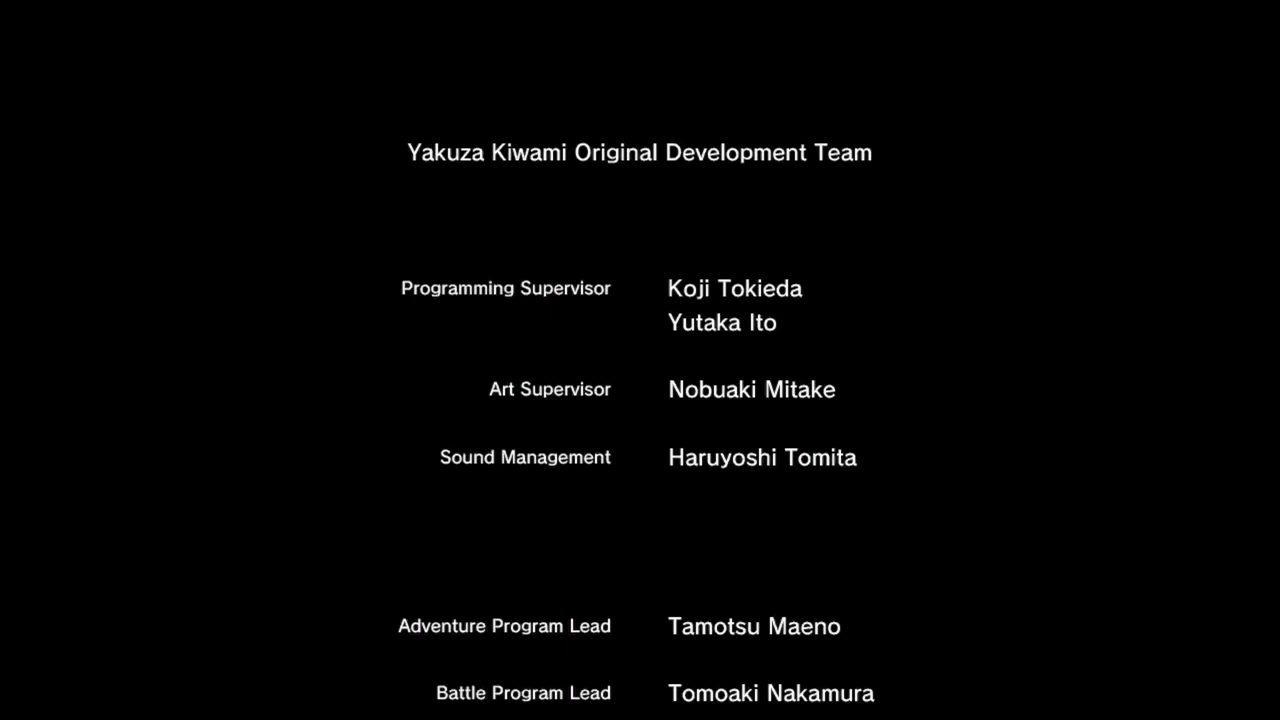 Yakuza Kiwami Original Development Team
Programming Supervisor Koji Tokieda
Yutaka Ito
Art Supervisor Nobuaki Mitake
Sound Management Haruyoshi Tomita
Adventure Program Lead Tamotsu Maeno
Battle Program Lead Tomoaki Nakamura